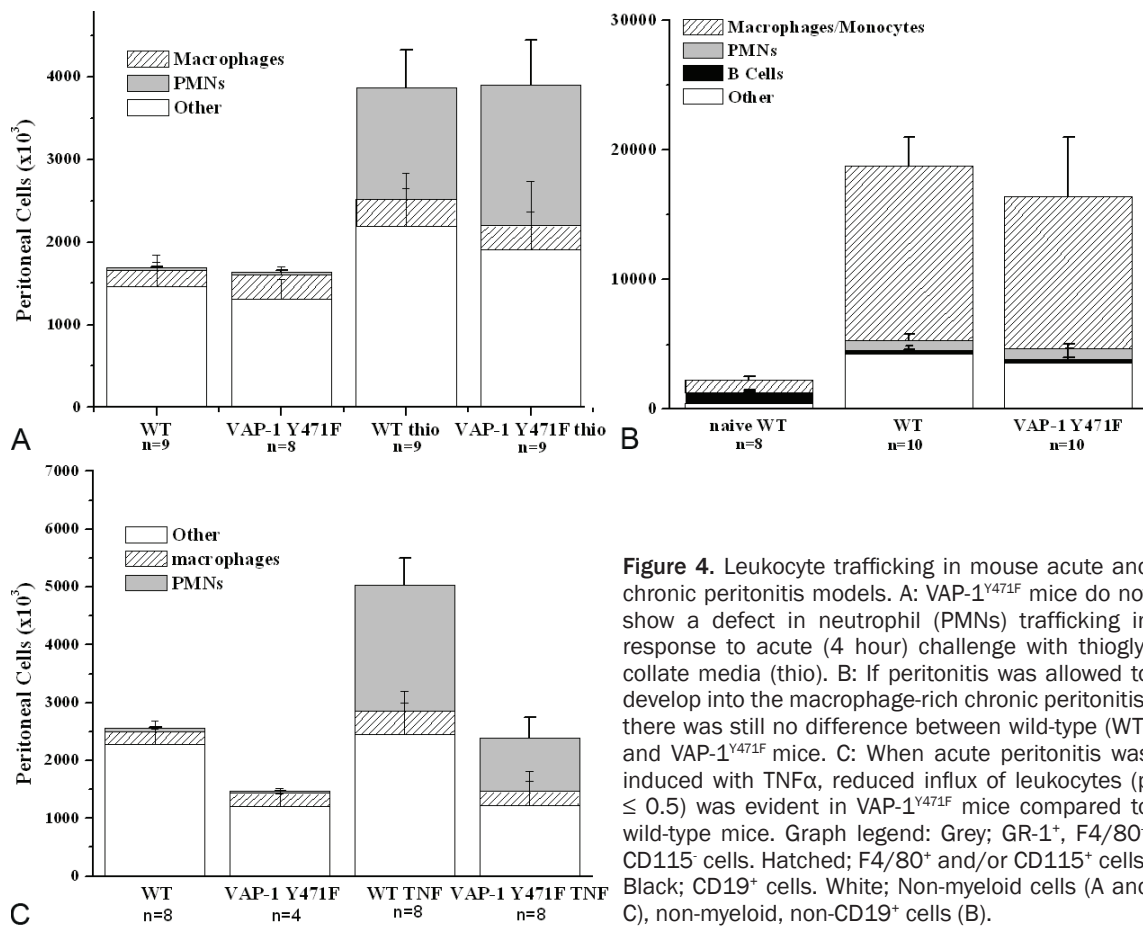 Macrophages
PMNs
Other
Peritoneal Cells (x10³)
4000
3000
2000
1000
0
WT
n=9
VAP-1 Y471F
n=8
WT thio
n=9
VAP-1 Y471F thio
n=9
A
30000
20000
10000
0
Macrophages/Monocytes
PMNs
B Cells
Other
naive WT
n=8
WT
n=10
VAP-1 Y471F
n=10
B
7000
6000
5000
4000
3000
2000
1000
0
Peritoneal Cells (x10³)
Other
macrophages
PMNs
WT
n=8
VAP-1 Y471F
n=4
WT TNF
n=8
VAP-1 Y471F TNF
n=8
C
Figure 4. Leukocyte trafficking in mouse acute and
chronic peritonitis models. A: VAP-1Y471F mice do no
show a defect in neutrophil (PMNs) trafficking in
response to acute (4 hour) challenge with thiogly
collate media (thio). B: If peritonitis was allowed to
develop into the macrophage-rich chronic peritonitis
there was still no difference between wild-type (WT
and VAP-1Y471F mice. C: When acute peritonitis was
induced with TNFα, reduced influx of leukocytes (p
≤ 0.5) was evident in VAP-1Y471F mice compared to
wild-type mice. Graph legend: Grey; GR-1⁺, F4/80
CD115⁻ cells. Hatched; F4/80⁺ and/or CD115⁺ cells
Black; CD19⁺ cells. White; Non-myeloid cells (A and
C), non-myeloid, non-CD19⁺ cells (B).